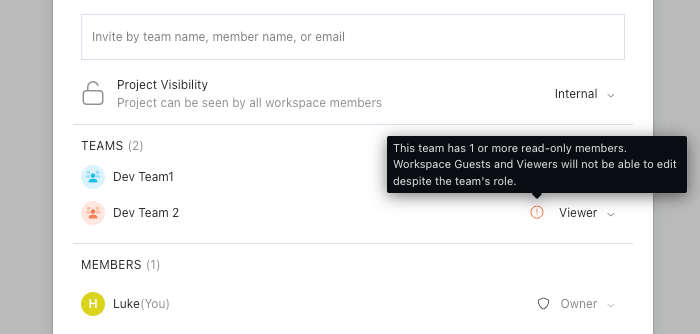 Invite by team name, member name, or email
Project Visibility
Project can be seen by all workspace members
Internal
TEAMS (2)
This team has 1 or more read-only members.
Workspace Guests and Viewers will not be able to edit
despite the team's role.
Dev Team1
Dev Team 2
Viewer
MEMBERS (1)
H
Luke(You)
Owner